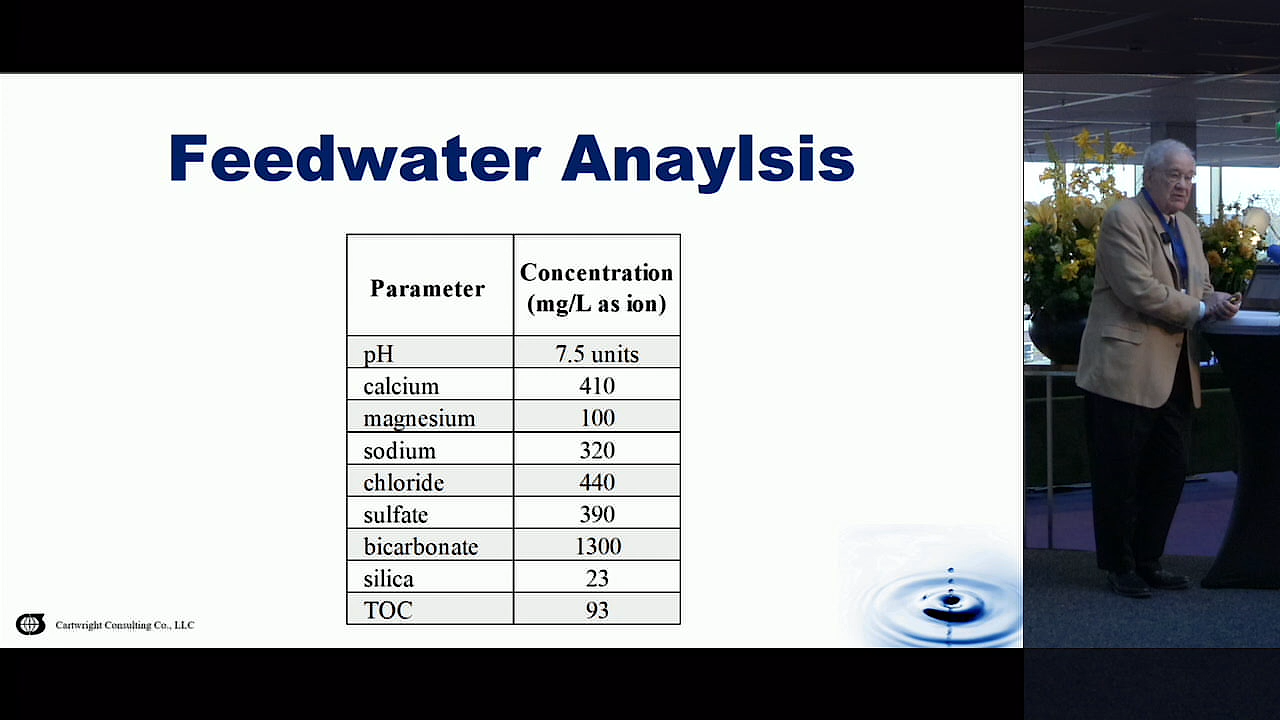 Feedwater Anaylsis
Parameter
Concentration
(mg/L as ion)
pH 7.5 units
calcium 410
magnesium 100
sodium 320
chloride 440
sulfate 390
bicarbonate 1300
silica 23
TOC 93
Cartwright Consulting Co., LLC